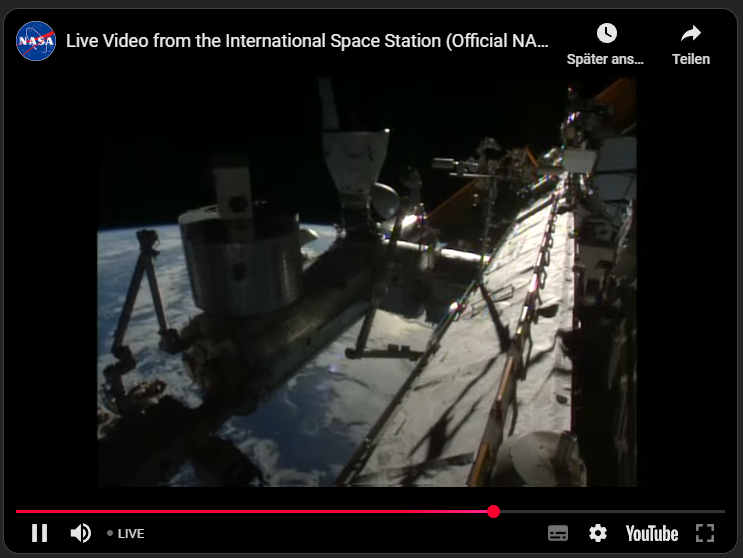 NASA
Live Video from the International Space Station (Official NA...
Später ans...
Teilen
LIVE
YouTube